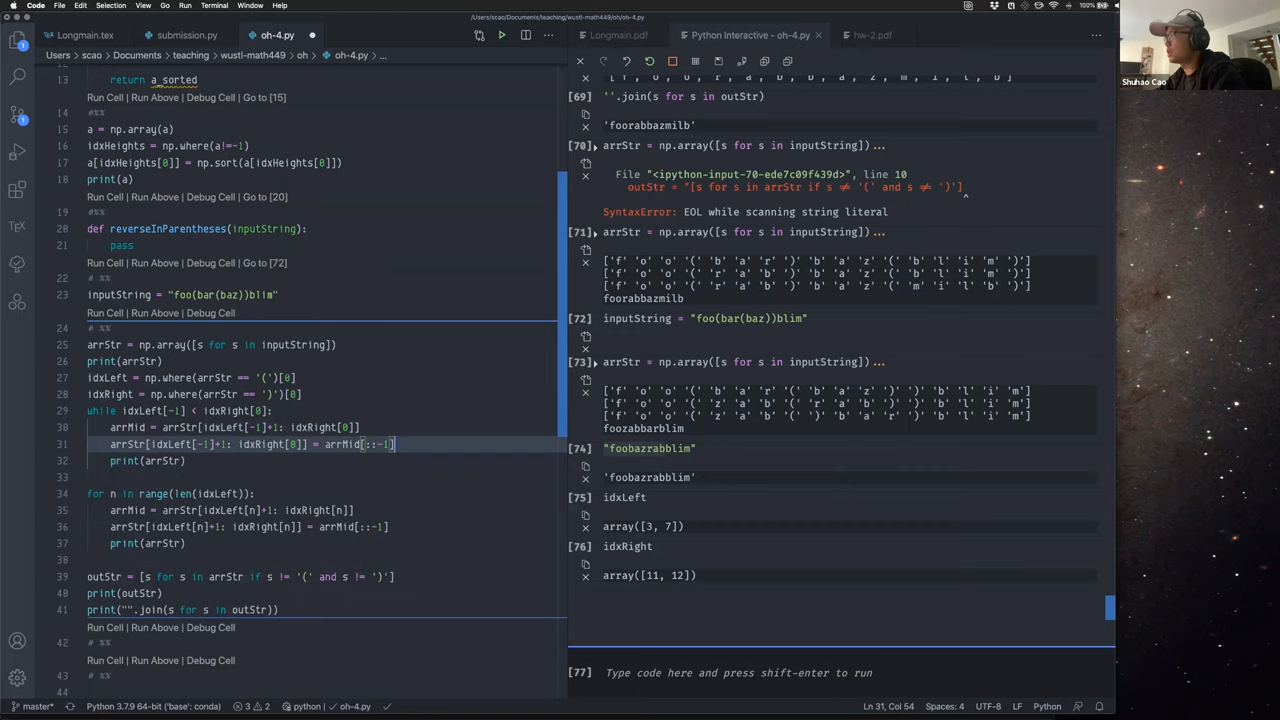 Code File Edit Selection View Go Run Terminal Window Help
100%
/Users/scao/Documents/teaching/wustl-math449/oh/oh-4.py
Longmain.tex
submission.py
oh-4.py
Users > scao > Documents > teaching > wustl-math449 > oh > oh-4.py > ...
13 return a_sorted
Run Cell | Run Above | Debug Cell | Go to [15]
14 #%%
15 a = np.array(a)
16 idxHeights = np.where(a!=-1)
17 a[idxHeights[0]] = np.sort(a[idxHeights[0]])
18 print(a)
Run Cell | Run Above | Debug Cell | Go to [20]
19 #%%
20 def reverseInParentheses(inputString):
21 pass
Run Cell | Run Above | Debug Cell | Go to [72]
22 # %%
23 inputString = "foo(bar(baz))blim"
Run Cell | Run Above | Debug Cell
24 # %%
25 arrStr = np.array([s for s in inputString])
26 print(arrStr)
27 idxLeft = np.where(arrStr == '(')[0]
28 idxRight = np.where(arrStr == ')')[0]
29 while idxLeft[-1] < idxRight[0]:
30 arrMid = arrStr[idxLeft[-1]+1: idxRight[0]]
31 arrStr[idxLeft[-1]+1: idxRight[0]] = arrMid[::-1]
32 print(arrStr)
33
34 for n in range(len(idxLeft)):
35 arrMid = arrStr[idxLeft[n]+1: idxRight[n]]
36 arrStr[idxLeft[n]+1: idxRight[n]] = arrMid[::-1]
37 print(arrStr)
38
39 outStr = [s for s in arrStr if s != '(' and s != ')']
40 print(outStr)
41 print("".join(s for s in outStr))
Run Cell | Run Above | Debug Cell
42 # %%
Run Cell | Run Above | Debug Cell
43 # %%
44
Longmain.pdf
Python Interactive - oh-4.py
hw-2.pdf
['f', 'o', 'o', 'r', 'a', 'b', 'b', 'a', 'z', 'm', 'i', 'l', 'b']
[69] ''.join(s for s in outStr)
'foorabbazmilb'
[70] arrStr = np.array([s for s in inputString])...
File "<ipython-input-70-ede7c09f439d>", line 10
outStr = "[s for s in arrStr if s != '(' and s != ')']
^
SyntaxError: EOL while scanning string literal
[71] arrStr = np.array([s for s in inputString])...
['f' 'o' 'o' '(' 'b' 'a' 'r' ')' 'b' 'a' 'z' '(' 'b' 'l' 'i' 'm' ')']
['f' 'o' 'o' '(' 'r' 'a' 'b' ')' 'b' 'a' 'z' '(' 'b' 'l' 'i' 'm' ')']
['f' 'o' 'o' '(' 'r' 'a' 'b' ')' 'b' 'a' 'z' '(' 'm' 'i' 'l' 'b' ')']
foorabbazmilb
[72] inputString = "foo(bar(baz))blim"
[73] arrStr = np.array([s for s in inputString])...
['f' 'o' 'o' '(' 'b' 'a' 'r' '(' 'b' 'a' 'z' ')' ')' 'b' 'l' 'i' 'm']
['f' 'o' 'o' '(' 'z' 'a' 'b' '(' 'r' 'a' 'b' ')' ')' 'b' 'l' 'i' 'm']
['f' 'o' 'o' '(' 'z' 'a' 'b' ')' 'b' 'a' 'r' '(' ')' 'b' 'l' 'i' 'm']
foozabbarblim
[74] "foobazrabblim"
'foobazrabblim'
[75] idxLeft
array([3, 7])
[76] idxRight
array([11, 12])
[77] Type code here and press shift-enter to run
Shuhao Cao
master* Python 3.7.9 64-bit ('base': conda) 3 2 python | oh-4.py Ln 31, Col 54 Spaces: 4 UTF-8 LF Python